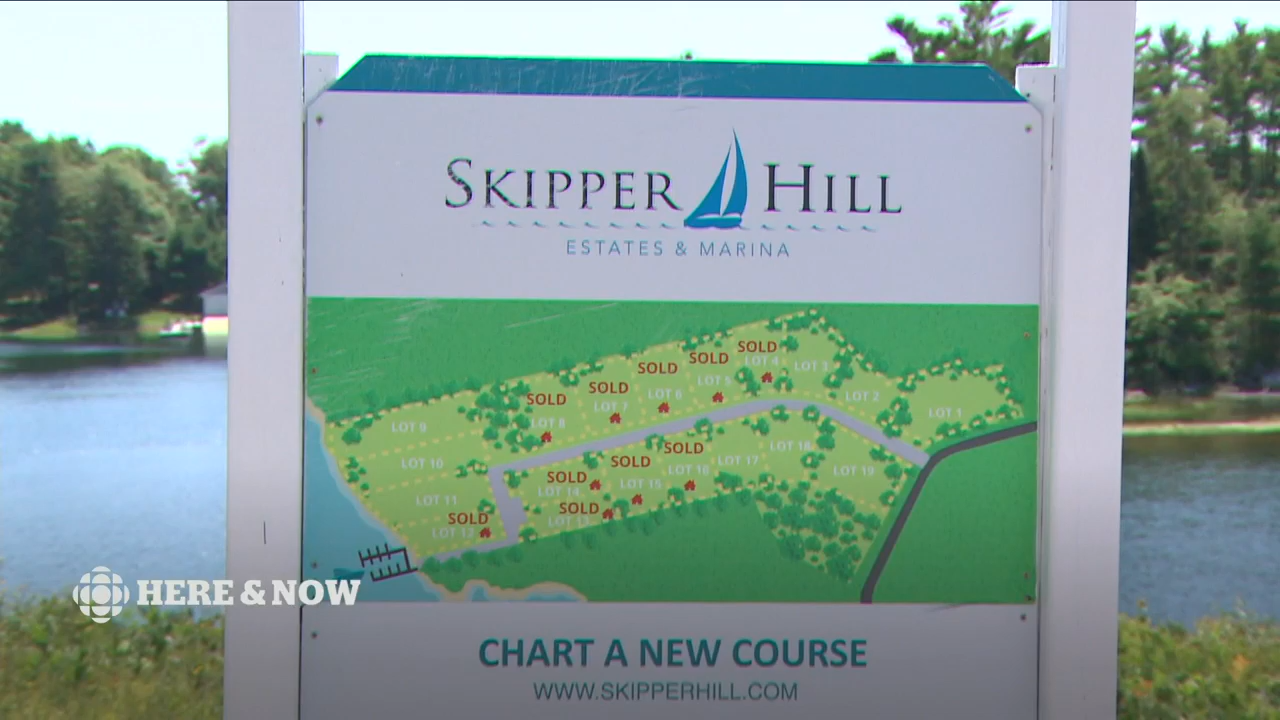 SKIPPER HILL
ESTATES & MARINA
SOLD
LOT 4
SOLD
LOT 5
LOT 3
SOLD
LOT 6
SOLD
LOT 7
SOLD
LOT 8
LOT 2
LOT 1
LOT 9
LOT 10
LOT 11
SOLD
LOT 12
SOLD
LOT 13
SOLD
LOT 14
SOLD
LOT 15
SOLD
LOT 16
LOT 17
LOT 18
LOT 19
HERE & NOW
CHART A NEW COURSE
WWW.SKIPPERHILL.COM